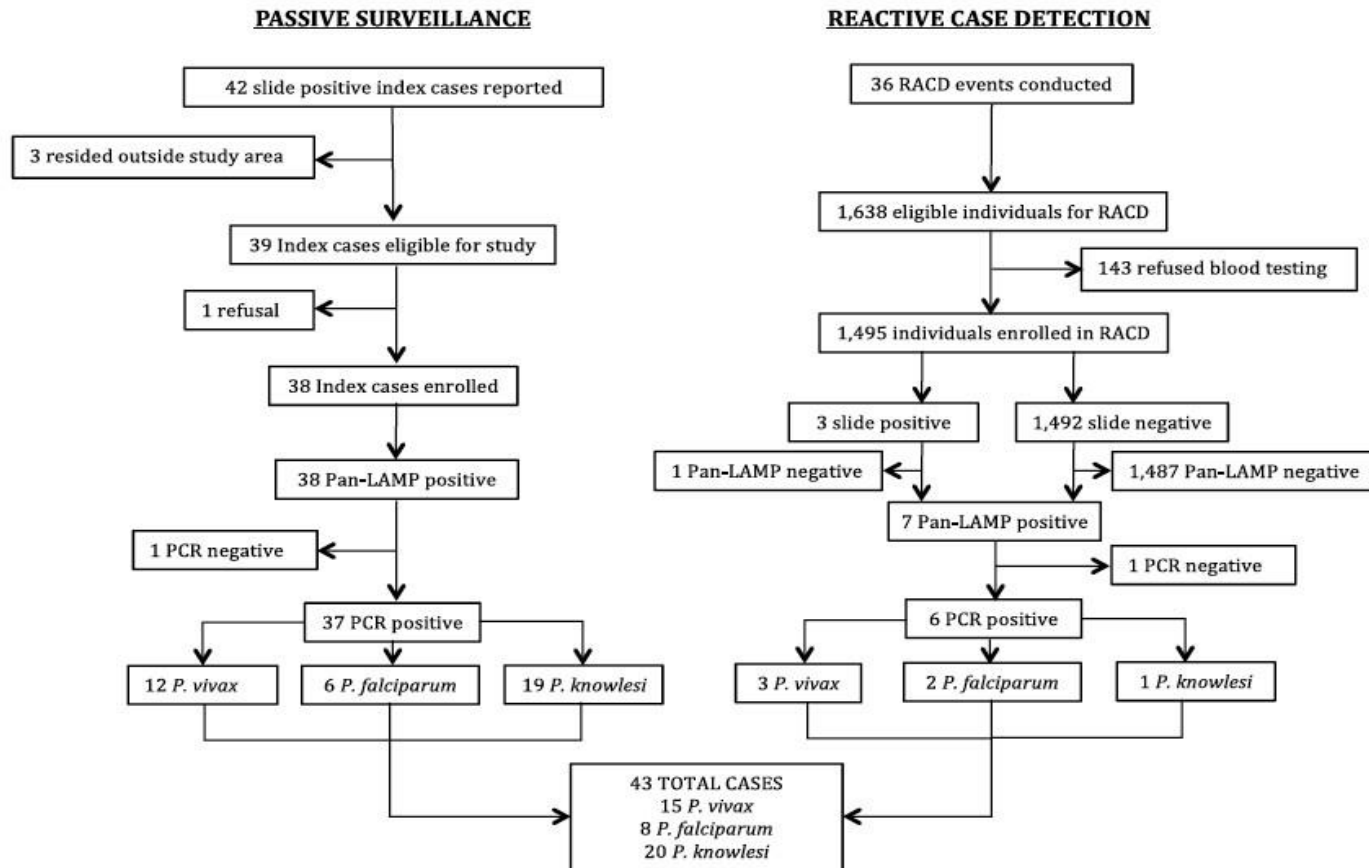 PASSIVE SURVEILLANCE
42 slide positive index cases reported
3 resided outside study area
39 Index cases eligible for study
1 refusal
38 Index cases enrolled
38 Pan-LAMP positive
1 PCR negative
37 PCR positive
12 P. vivax
6 P. falciparum
19 P. knowlesi
REACTIVE CASE DETECTION
36 RACD events conducted
1,638 eligible individuals for RACD
143 refused blood testing
1,495 individuals enrolled in RACD
3 slide positive
1,492 slide negative
1 Pan-LAMP negative
1,487 Pan-LAMP negative
7 Pan-LAMP positive
1 PCR negative
6 PCR positive
3 P. vivax
2 P. falciparum
1 P. knowlesi
43 TOTAL CASES
15 P. vivax
8 P. falciparum
20 P. knowlesi